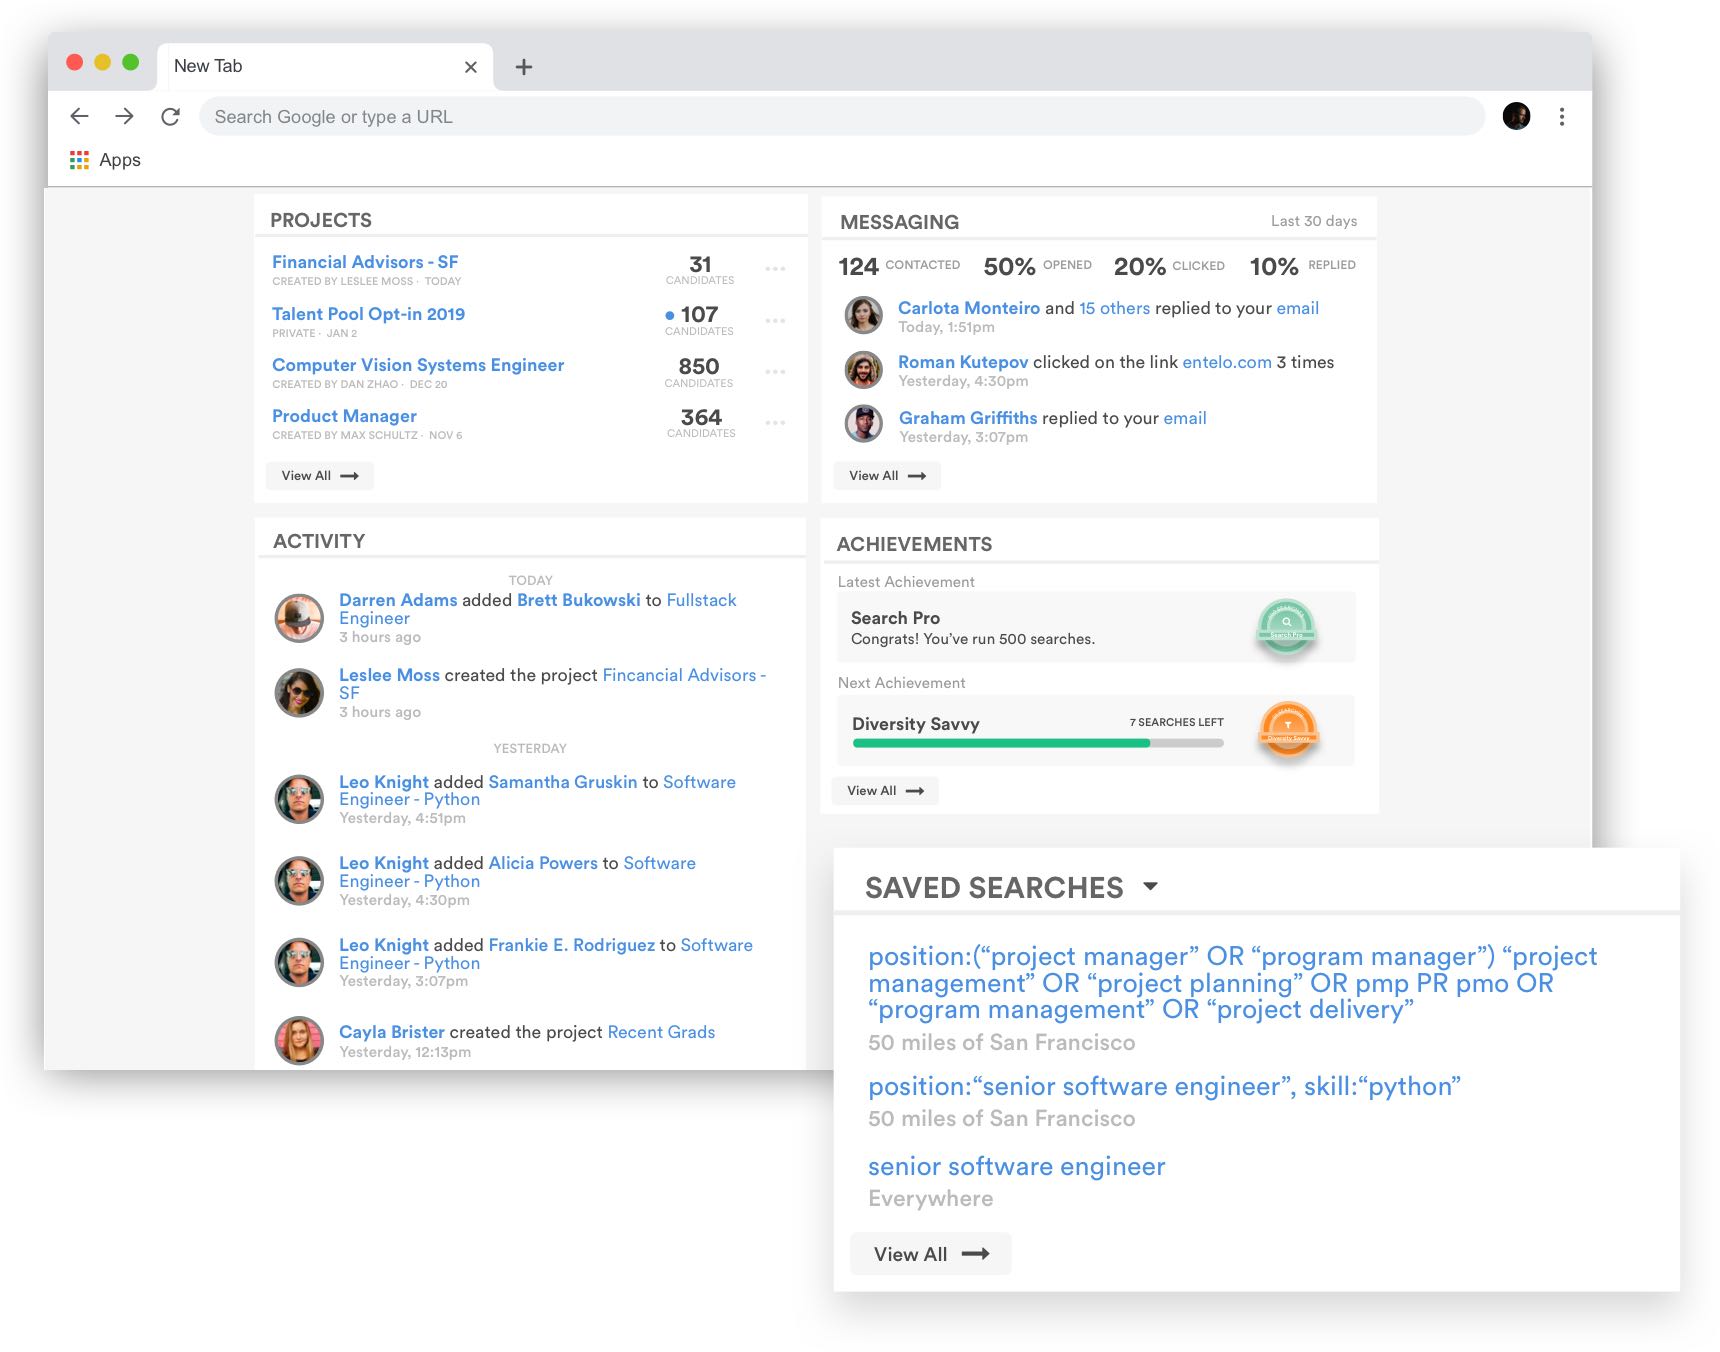 New Tab
Search Google or type a URL
Apps
PROJECTS
Financial Advisors - SF
CREATED BY LESLEE MOSS · TODAY
31
CANDIDATES
Talent Pool Opt-in 2019
PRIVATE · JAN 2
107
CANDIDATES
Computer Vision Systems Engineer
CREATED BY DAN ZHAO · DEC 20
850
CANDIDATES
Product Manager
CREATED BY MAX SCHULTZ · NOV 6
364
CANDIDATES
View All
MESSAGING
Last 30 days
124 CONTACTED 50% OPENED 20% CLICKED 10% REPLIED
Carlota Monteiro and 15 others replied to your email
Today, 1:51pm
Roman Kutepov clicked on the link entelo.com 3 times
Yesterday, 4:30pm
Graham Griffiths replied to your email
Yesterday, 3:07pm
View All
ACTIVITY
TODAY
Darren Adams added Brett Bukowski to Fullstack
Engineer
3 hours ago
Leslee Moss created the project Fincancial Advisors -
SF
3 hours ago
YESTERDAY
Leo Knight added Samantha Gruskin to Software
Engineer - Python
Yesterday, 4:51pm
Leo Knight added Alicia Powers to Software
Engineer - Python
Yesterday, 4:30pm
Leo Knight added Frankie E. Rodriguez to Software
Engineer - Python
Yesterday, 3:07pm
Cayla Brister created the project Recent Grads
Yesterday, 12:13pm
ACHIEVEMENTS
Latest Achievement
Search Pro
Congrats! You’ve run 500 searches.
Search Pro
Next Achievement
Diversity Savvy
7 SEARCHES LEFT
Diversity Savvy
View All
SAVED SEARCHES
position:(“project manager” OR “program manager”) “project
management” OR “project planning” OR pmp PR pmo OR
“program management” OR “project delivery”
50 miles of San Francisco
position:“senior software engineer”, skill:“python”
50 miles of San Francisco
senior software engineer
Everywhere
View All